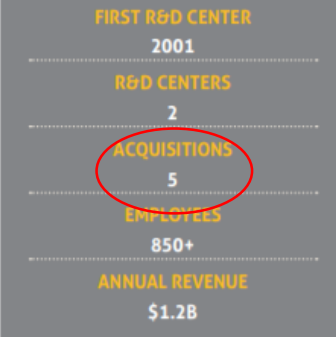 FIRST R&D CENTER
2001
R&D CENTERS
2
ACQUISITIONS
5
EMPLOYEES
850+
ANNUAL REVENUE
$1.2B